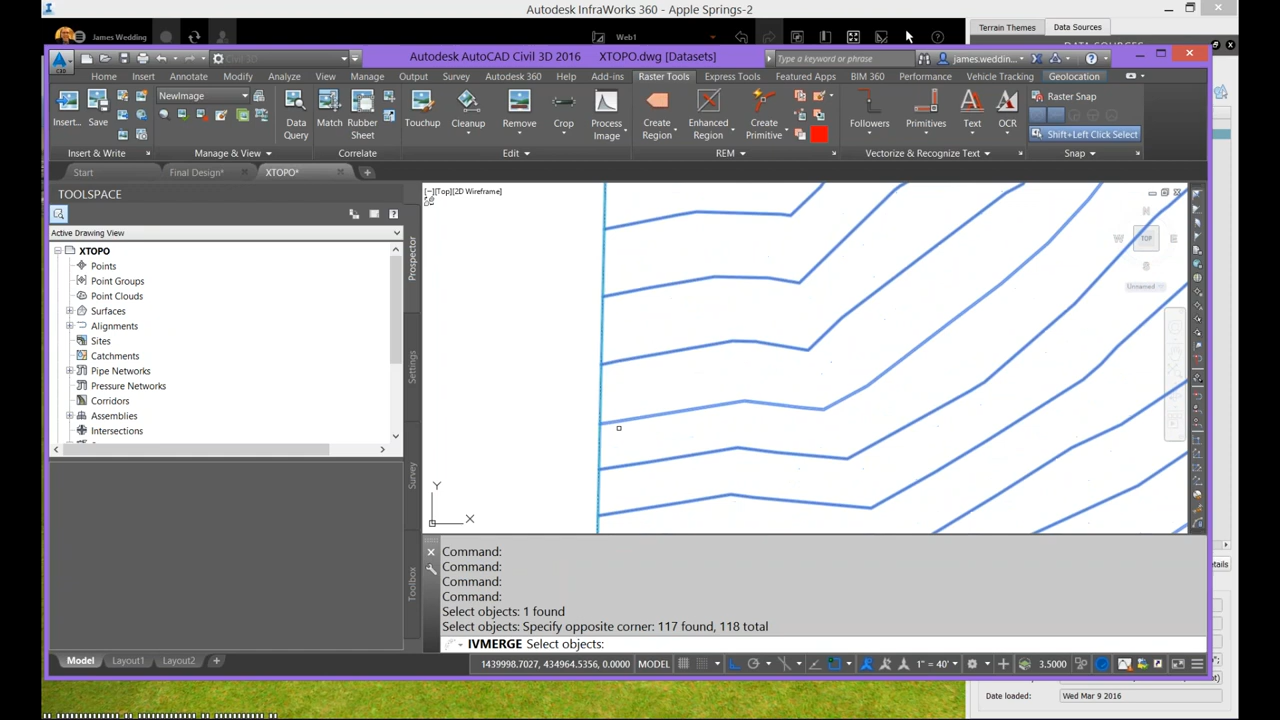 Autodesk InfraWorks 360 - Apple Springs-2
James Wedding
Web1
Terrain Themes
Data Sources
Autodesk AutoCAD Civil 3D 2016 XTOPO.dwg [Datasets]
Civil 3D
Type a keyword or phrase
james.weddin...
Home Insert Annotate Modify Analyze View Manage Output Survey Autodesk 360 Help Add-ins Raster Tools Express Tools Featured Apps BIM 360 Performance Vehicle Tracking Geolocation
NewImage
Raster Snap
Insert... Save
Data Query
Match
Rubber Sheet
Touchup
Cleanup
Remove
Crop
Process Image
Create Region
Enhanced Region
Create Primitive
Followers
Primitives
Text
OCR
Shift+Left Click Select
Insert & Write
Manage & View
Correlate
Edit
REM
Vectorize & Recognize Text
Snap
Start
Final Design*
XTOPO*
TOOLSPACE
[−][Top][2D Wireframe]
Active Drawing View
XTOPO
Points
Point Groups
Point Clouds
Surfaces
Alignments
Sites
Catchments
Pipe Networks
Pressure Networks
Corridors
Assemblies
Intersections
Prospector
Settings
Survey
Toolbox
N
W
TOP
E
S
Unnamed
Y
X
Command:
Command:
Command:
Command:
Select objects: 1 found
Select objects: Specify opposite corner: 117 found, 118 total
IVMERGE Select objects:
Model
Layout1
Layout2
1439998.7027, 434964.5356, 0.0000
MODEL
1" = 40'
3.5000
Date loaded:
Wed Mar 9 2016